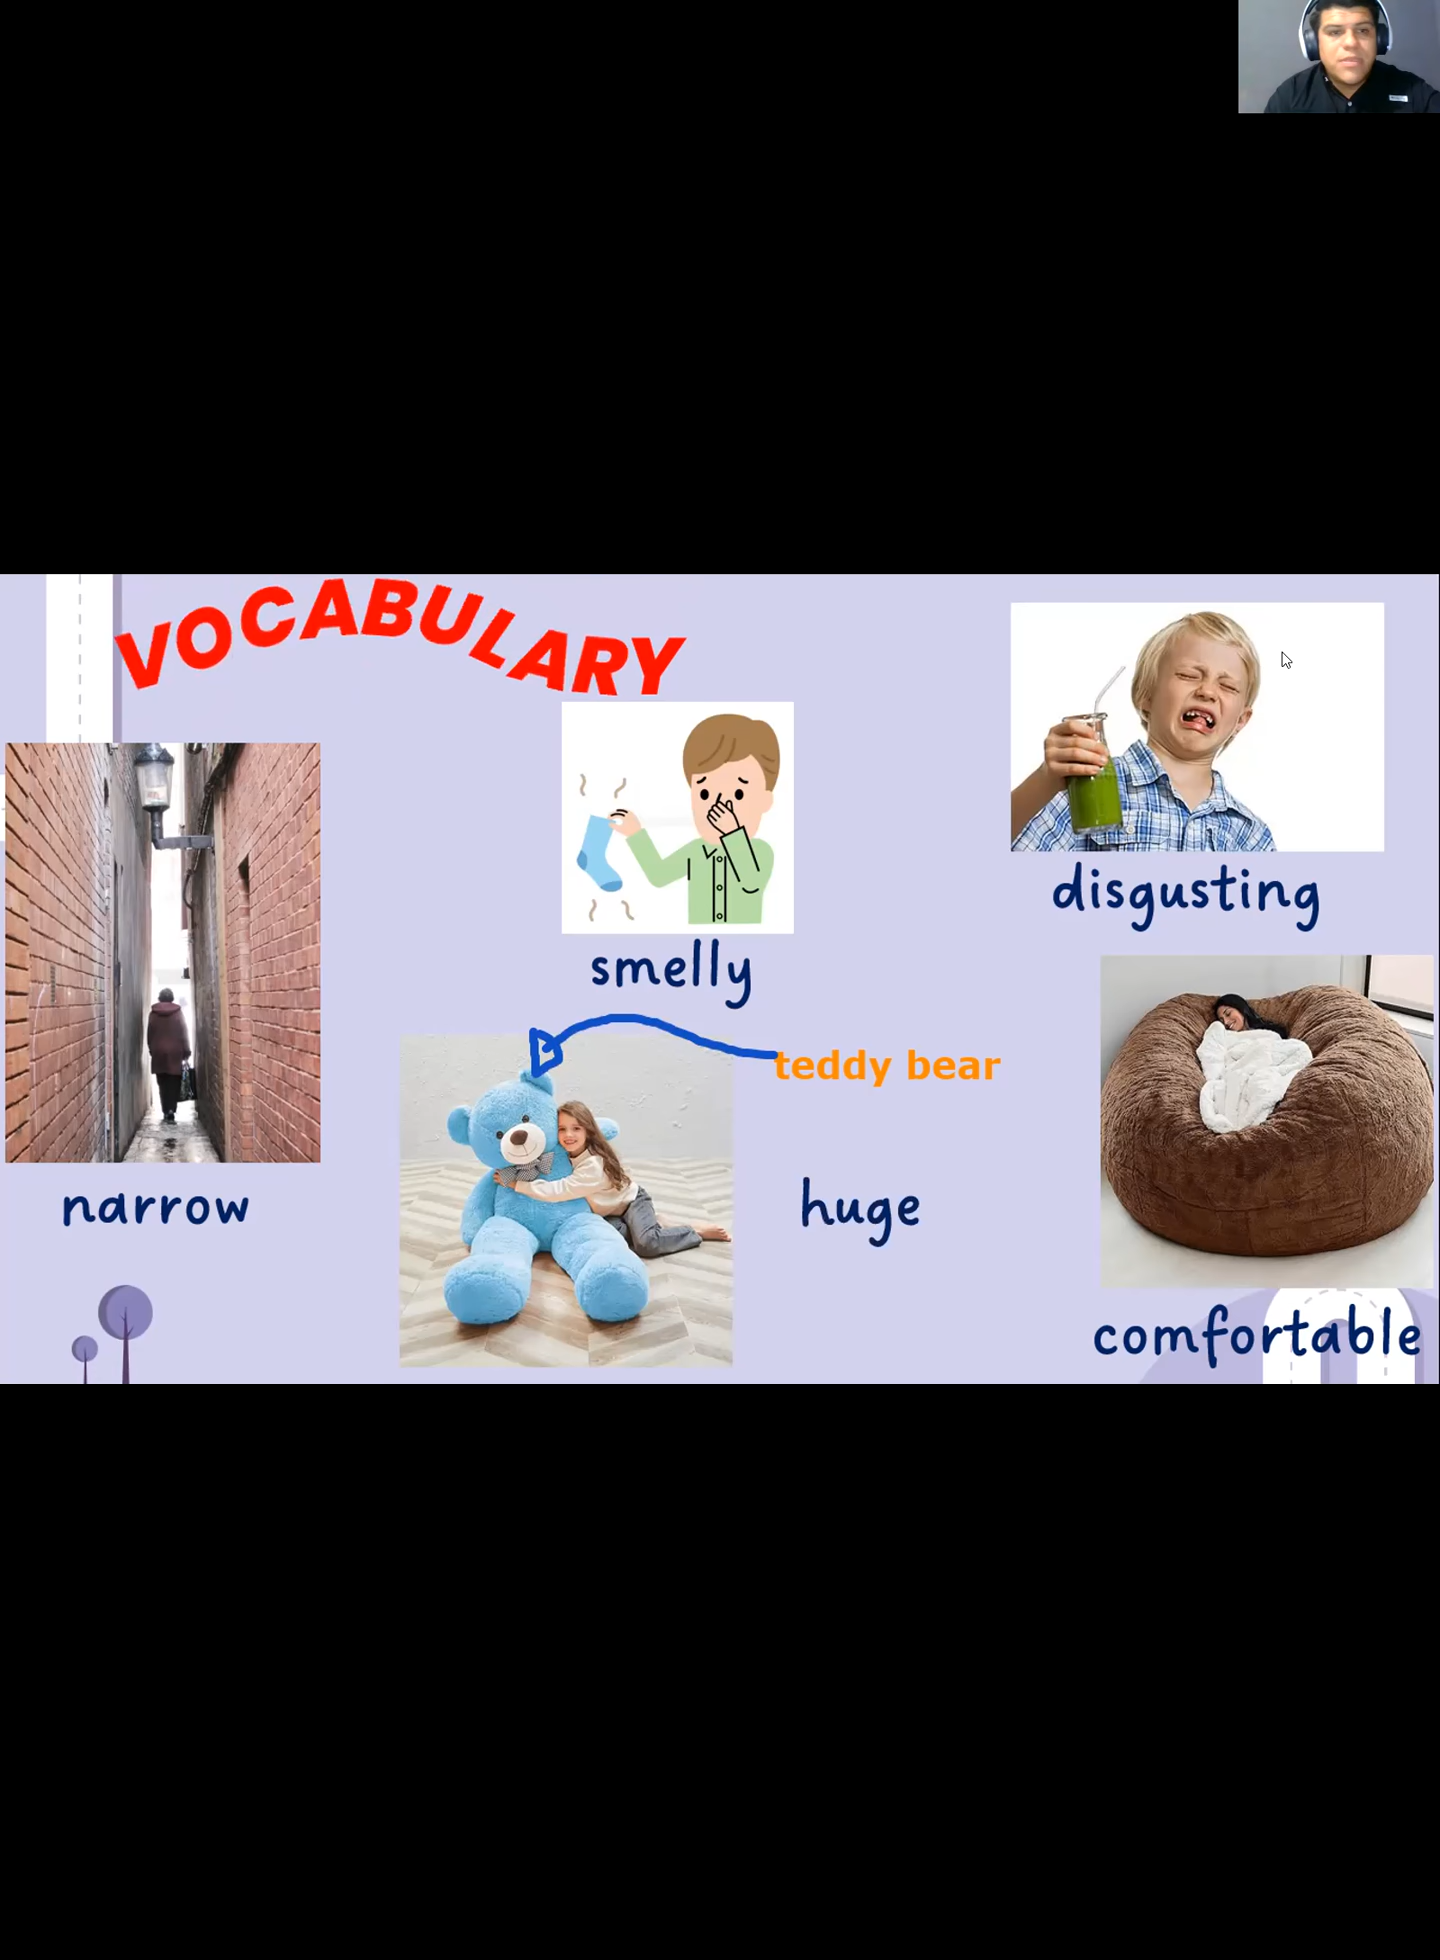 VOCABULARY
smelly
disgusting
teddy bear
narrow
huge
comfortable